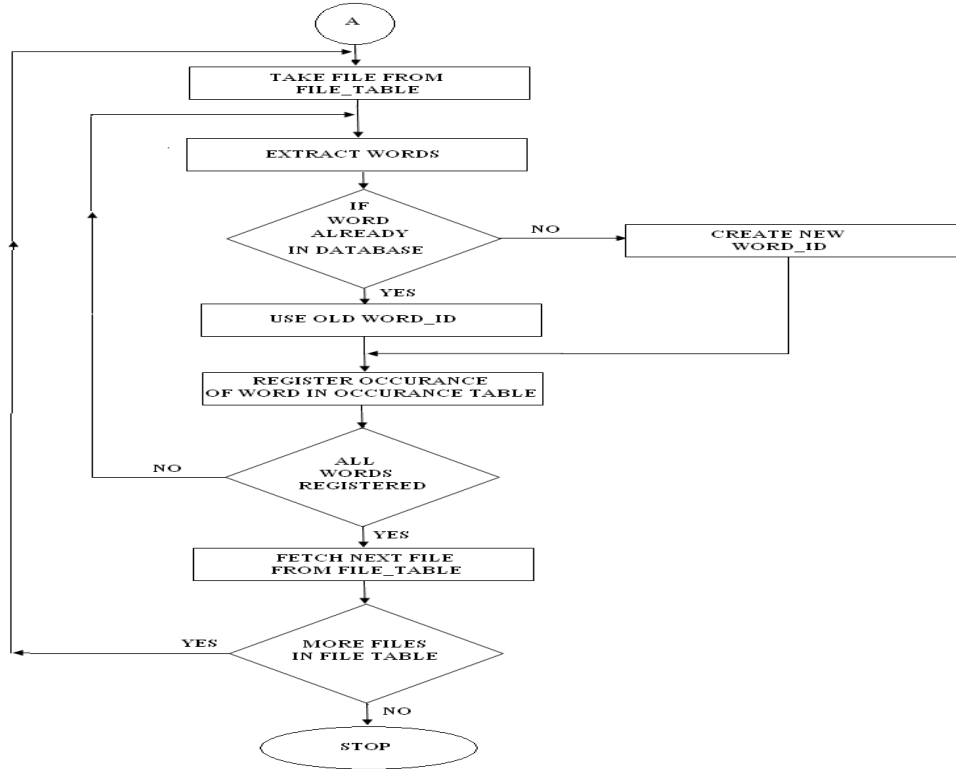 A
TAKE FILE FROM
FILE_TABLE
EXTRACT WORDS
IF
WORD
ALREADY
IN DATABASE
NO
CREATE NEW
WORD_ID
YES
USE OLD WORD_ID
REGISTER OCCURANCE
OF WORD IN OCCURANCE TABLE
ALL
WORDS
REGISTERED
NO
YES
FETCH NEXT FILE
FROM FILE_TABLE
MORE FILES
IN FILE TABLE
YES
NO
STOP